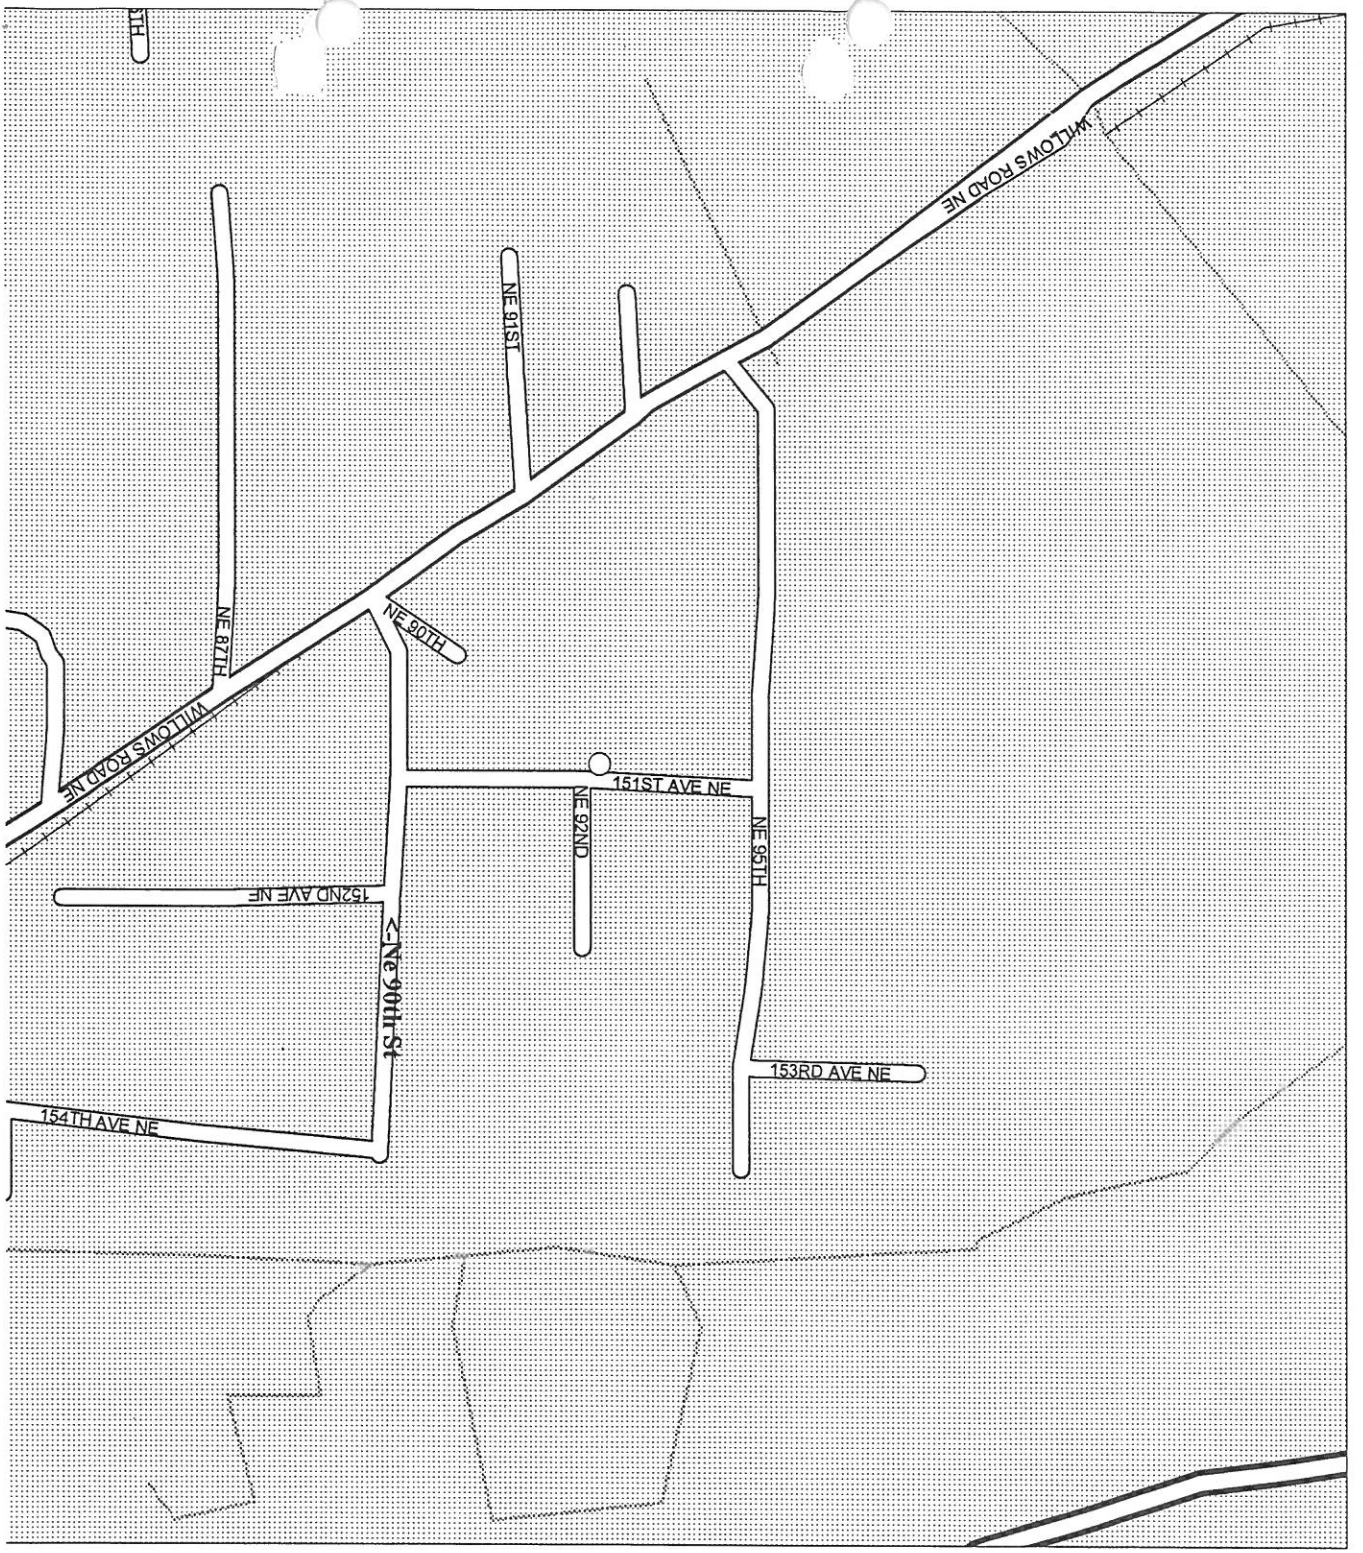 WILLOWS ROAD NE
NE 91ST
NE 87TH
NE 90TH
WILLOWS ROAD NE
151ST AVE NE
NE 92ND
NE 95TH
152ND AVE NE
<-Ne 90th St
153RD AVE NE
154TH AVE NE